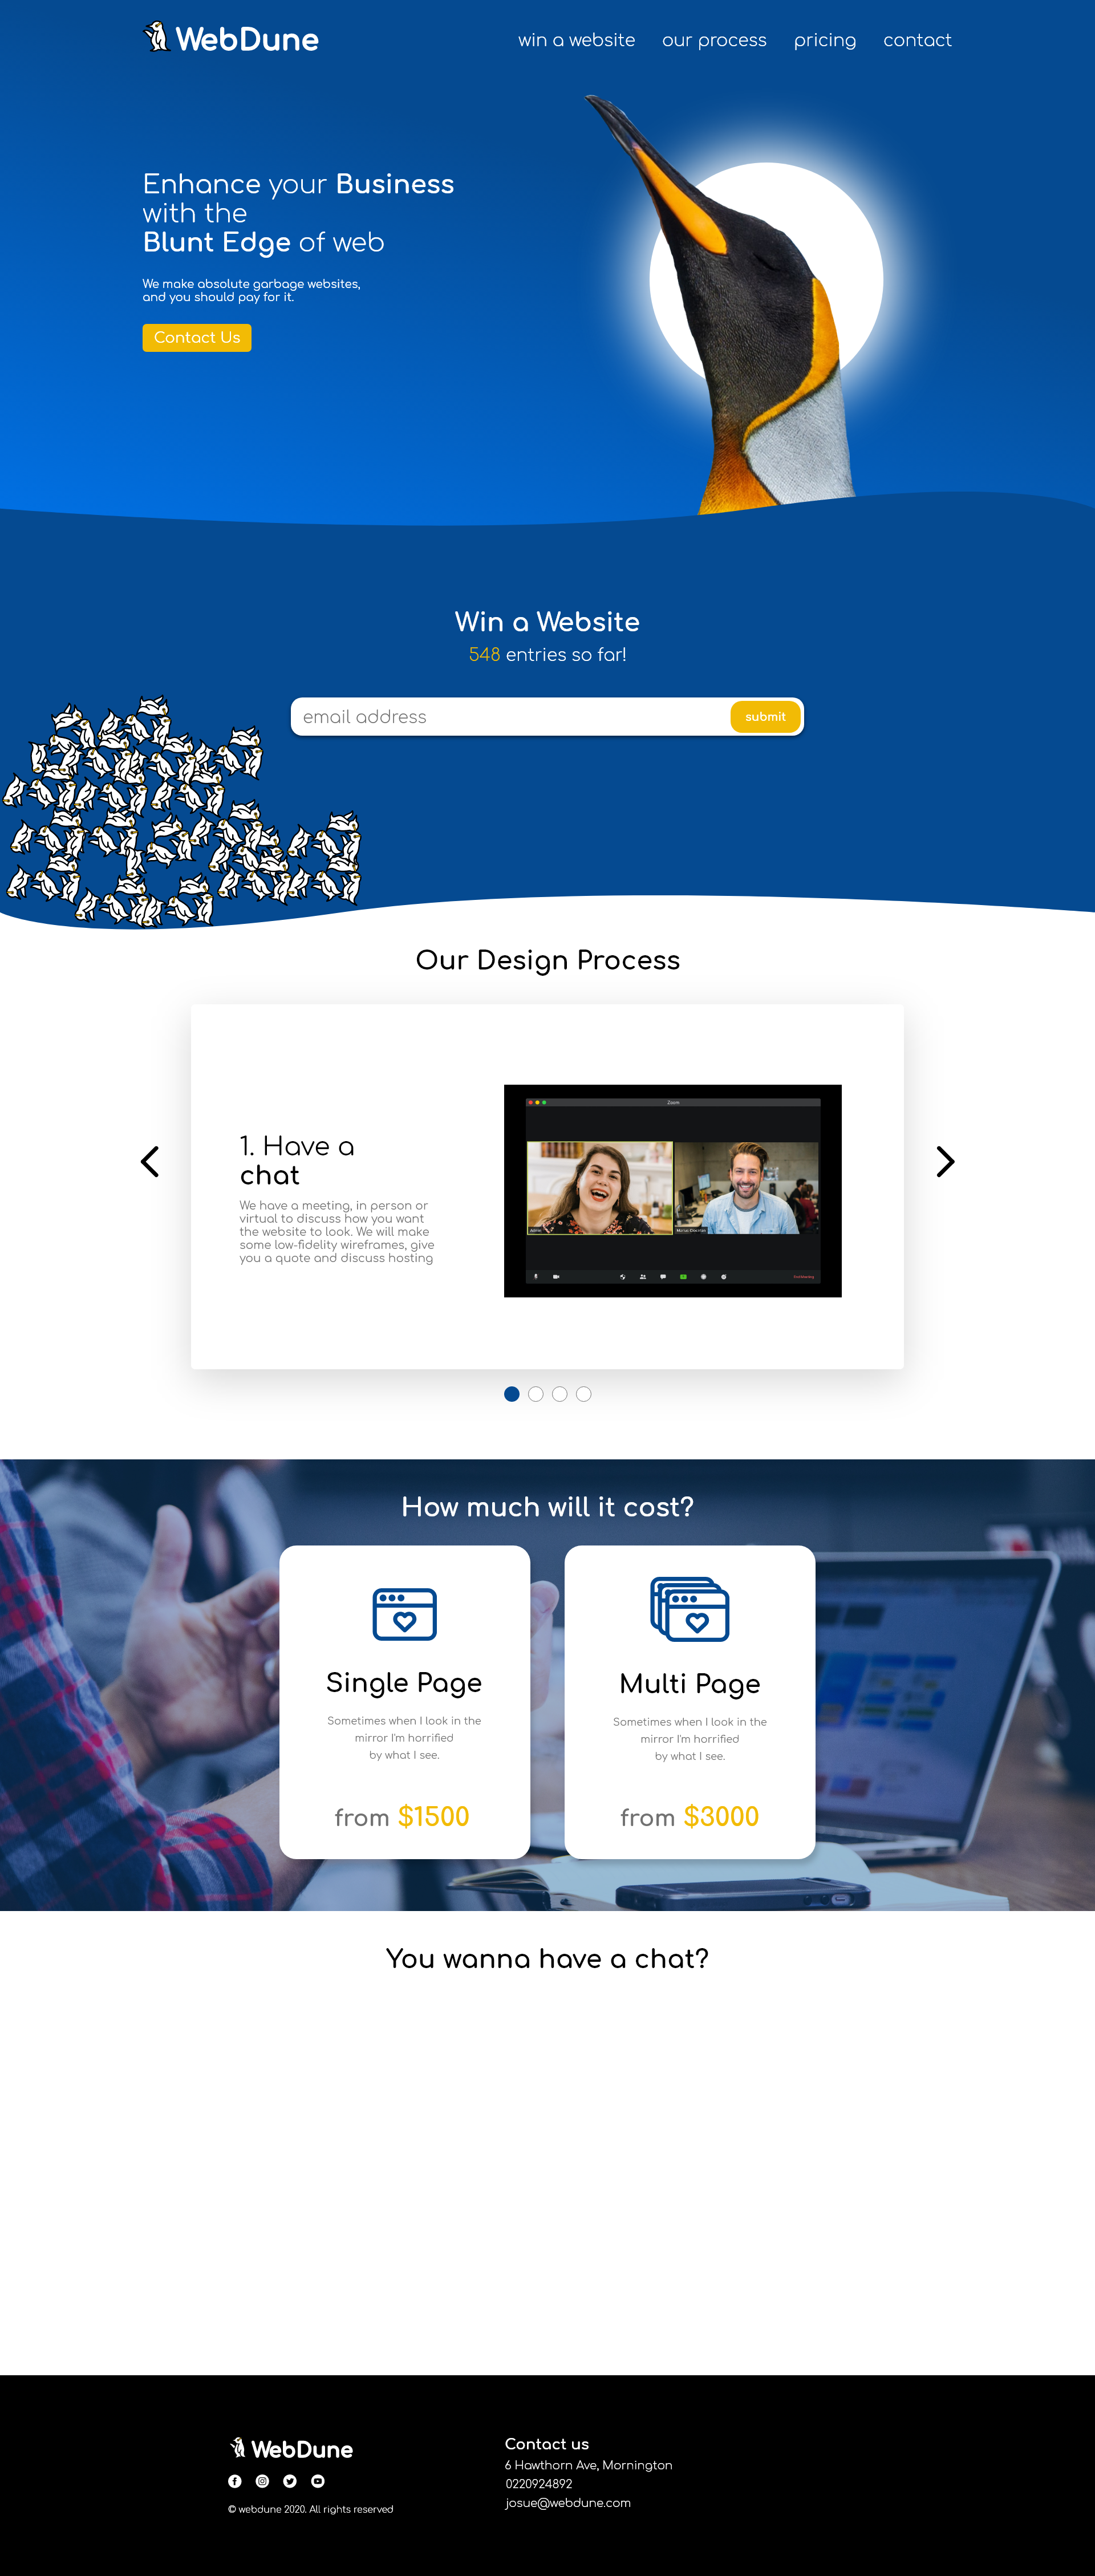 WebDune
win a website our process pricing contact
Enhance your Business
with the
Blunt Edge of web
We make absolute garbage websites,
and you should pay for it.
Contact Us
Win a Website
548 entries so far!
email address
submit
Our Design Process
Zoom
1. Have a
chat
We have a meeting, in person or
virtual to discuss how you want
the website to look. We will make
some low-fidelity wireframes, give
you a quote and discuss hosting
How much will it cost?
Single Page
Sometimes when I look in the
mirror I'm horrified
by what I see.
from $1500
Multi Page
Sometimes when I look in the
mirror I'm horrified
by what I see.
from $3000
You wanna have a chat?
WebDune
© webdune 2020. All rights reserved
Contact us
6 Hawthorn Ave, Mornington
0220924892
josue@webdune.com